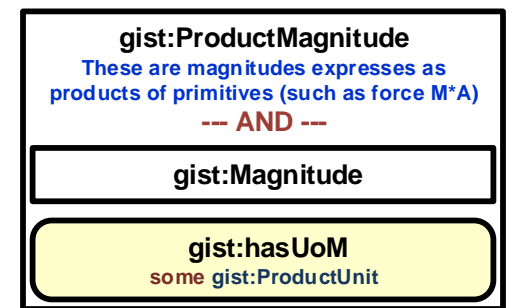 gist:ProductMagnitude
These are magnitudes expresses as
products of primitives (such as force M*A)
--- AND ---
gist:Magnitude
gist:hasUoM
some gist:ProductUnit